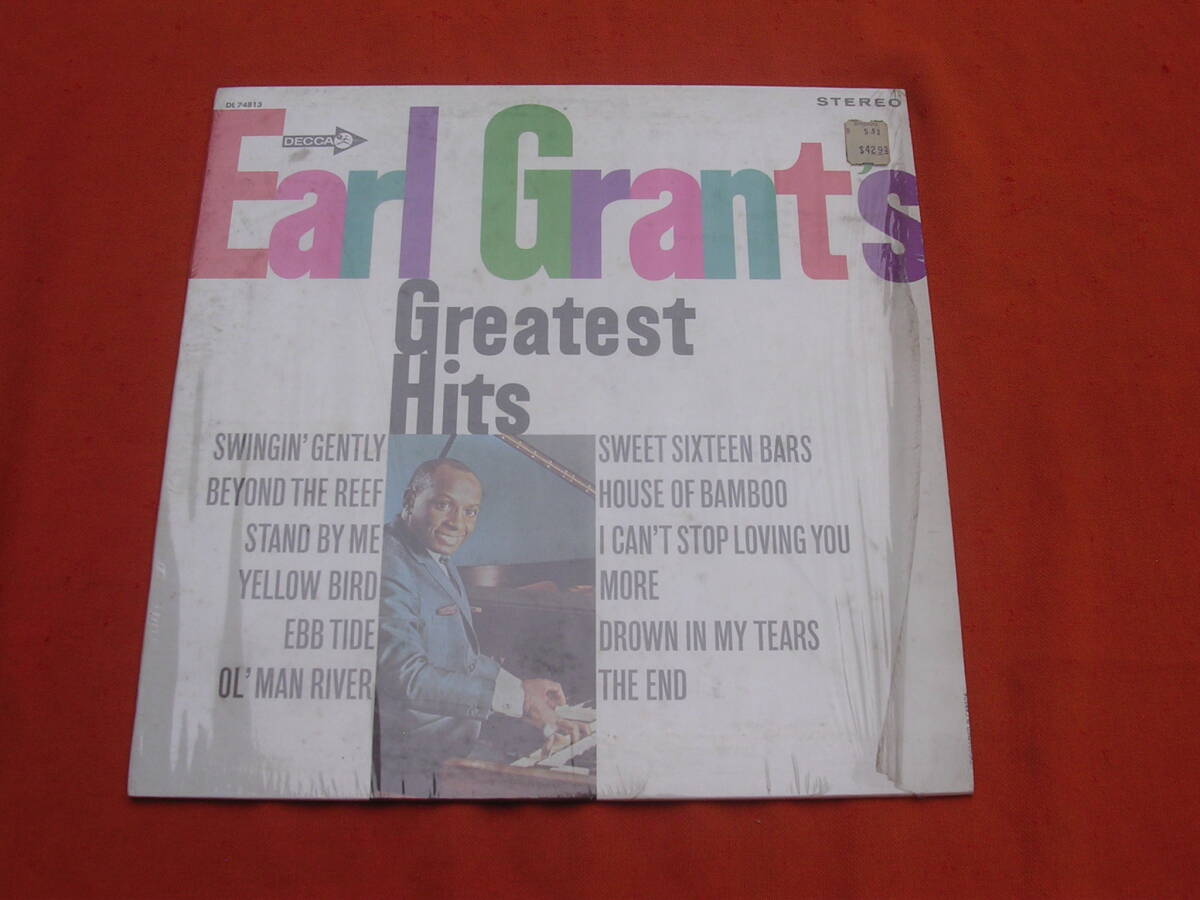 DL 74813
STEREO
DECCA
$4293
Earl Grant's
Greatest
Hits
SWINGIN' GENTLY
BEYOND THE REEF
STAND BY ME
YELLOW BIRD
EBB TIDE
OL' MAN RIVER
SWEET SIXTEEN BARS
HOUSE OF BAMBOO
I CAN'T STOP LOVING YOU
MORE
DROWN IN MY TEARS
THE END